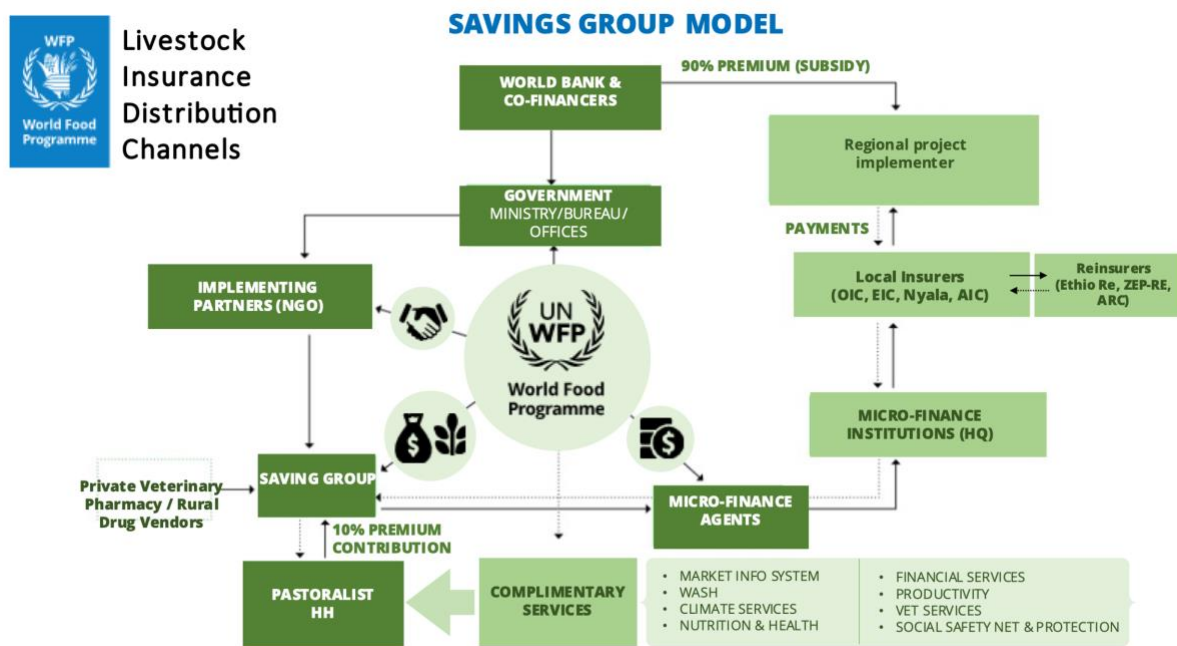 WFP
World Food
Programme
Livestock
Insurance
Distribution
Channels
SAVINGS GROUP MODEL
WORLD BANK &
CO-FINANCERS
90% PREMIUM (SUBSIDY)
Regional project
implementer
GOVERNMENT
MINISTRY/BUREAU/
OFFICES
PAYMENTS
IMPLEMENTING
PARTNERS (NGO)
Local Insurers
(OIC, EIC, Nyala, AIC)
Reinsurers
(Ethio Re, ZEP-RE,
ARC)
UN
WFP
World Food
Programme
$
$
MICRO-FINANCE
INSTITUTIONS (HQ)
Private Veterinary
Pharmacy / Rural
Drug Vendors
SAVING GROUP
MICRO-FINANCE
AGENTS
10% PREMIUM
CONTRIBUTION
PASTORALIST
HH
COMPLIMENTARY
SERVICES
• MARKET INFO SYSTEM
• WASH
• CLIMATE SERVICES
• NUTRITION & HEALTH
• FINANCIAL SERVICES
• PRODUCTIVITY
• VET SERVICES
• SOCIAL SAFETY NET & PROTECTION